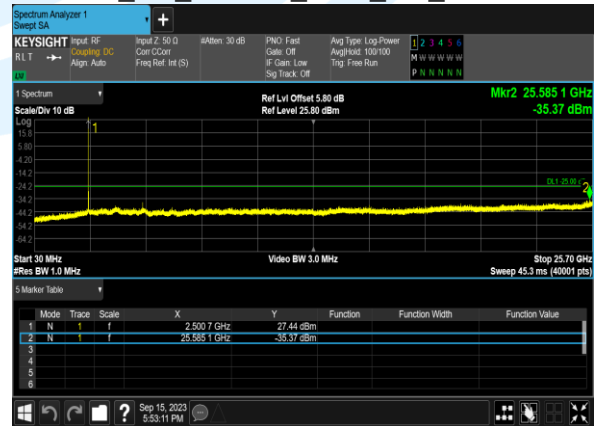 Spectrum Analyzer 1
Swept SA
+
KEYSIGHT Input: RF Input Z: 50 Ω #Atten: 30 dB PNO: Fast Avg Type: Log-Power 1 2 3 4 5 6
R L T Coupling: DC Corr CCorr Gate: Off Avg|Hold: 100/100 M W W W W W
Align: Auto Freq Ref: Int (S) IF Gain: Low Trig: Free Run
Sig Track: Off P N N N N N
1 Spectrum Mkr2 25.585 1 GHz
Ref Lvl Offset 5.80 dB
Scale/Div 10 dB Ref Level 25.80 dBm -35.37 dBm
Log
15.8
5.80
-4.20
-14.2
-24.2
-34.2
-44.2
-54.2
-64.2
1
2
Start 30 MHz Video BW 3.0 MHz Stop 25.70 GHz
#Res BW 1.0 MHz Sweep 45.3 ms (40001 pts)
5 Marker Table
Mode Trace Scale X Y Function Function Width Function Value
1 N 1 f 2.500 7 GHz 27.44 dBm
2 N 1 f 25.585 1 GHz -35.37 dBm
3
4
5
6
? Sep 15, 2023
5:53:11 PM